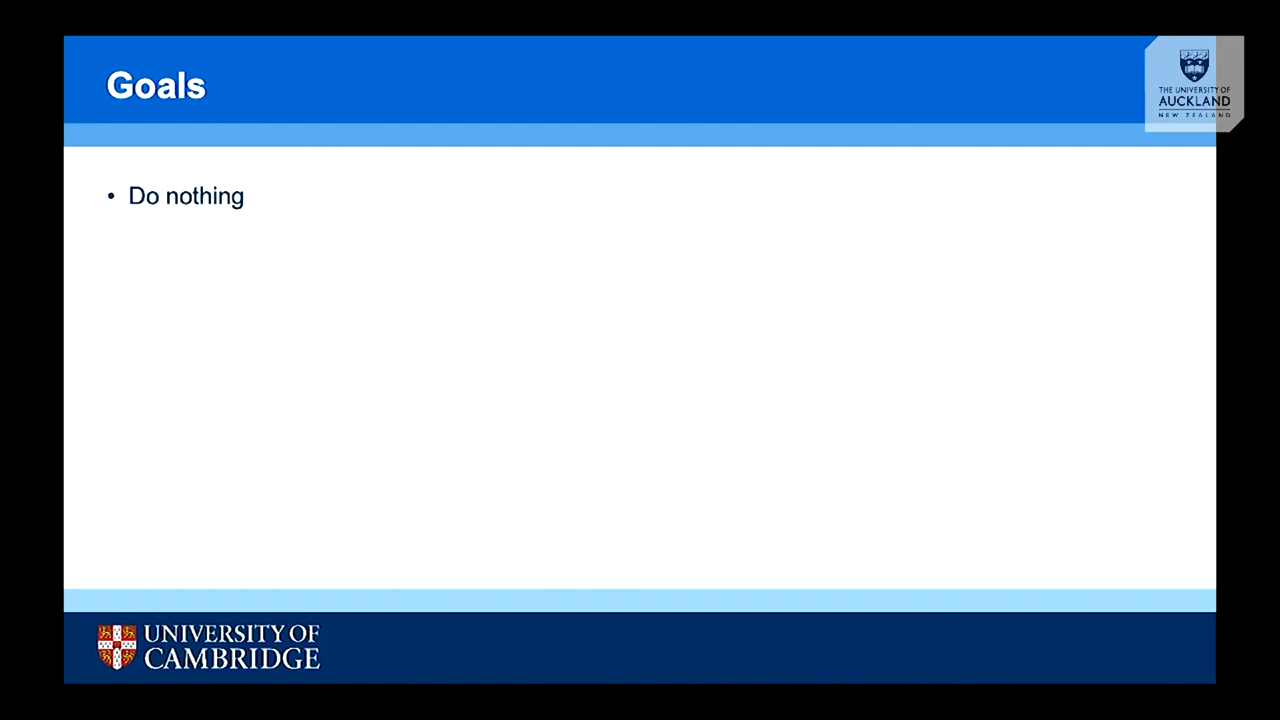 Goals
THE UNIVERSITY OF
AUCKLAND
NEW ZEALAND
• Do nothing
UNIVERSITY OF
CAMBRIDGE